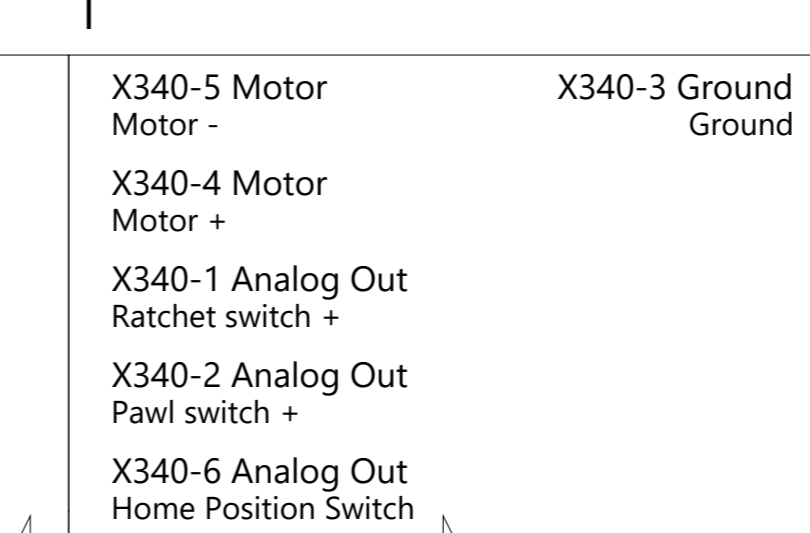 X340-5 Motor
Motor -
X340-4 Motor
Motor +
X340-1 Analog Out
Ratchet switch +
X340-2 Analog Out
Pawl switch +
X340-6 Analog Out
Home Position Switch
X340-3 Ground
Ground